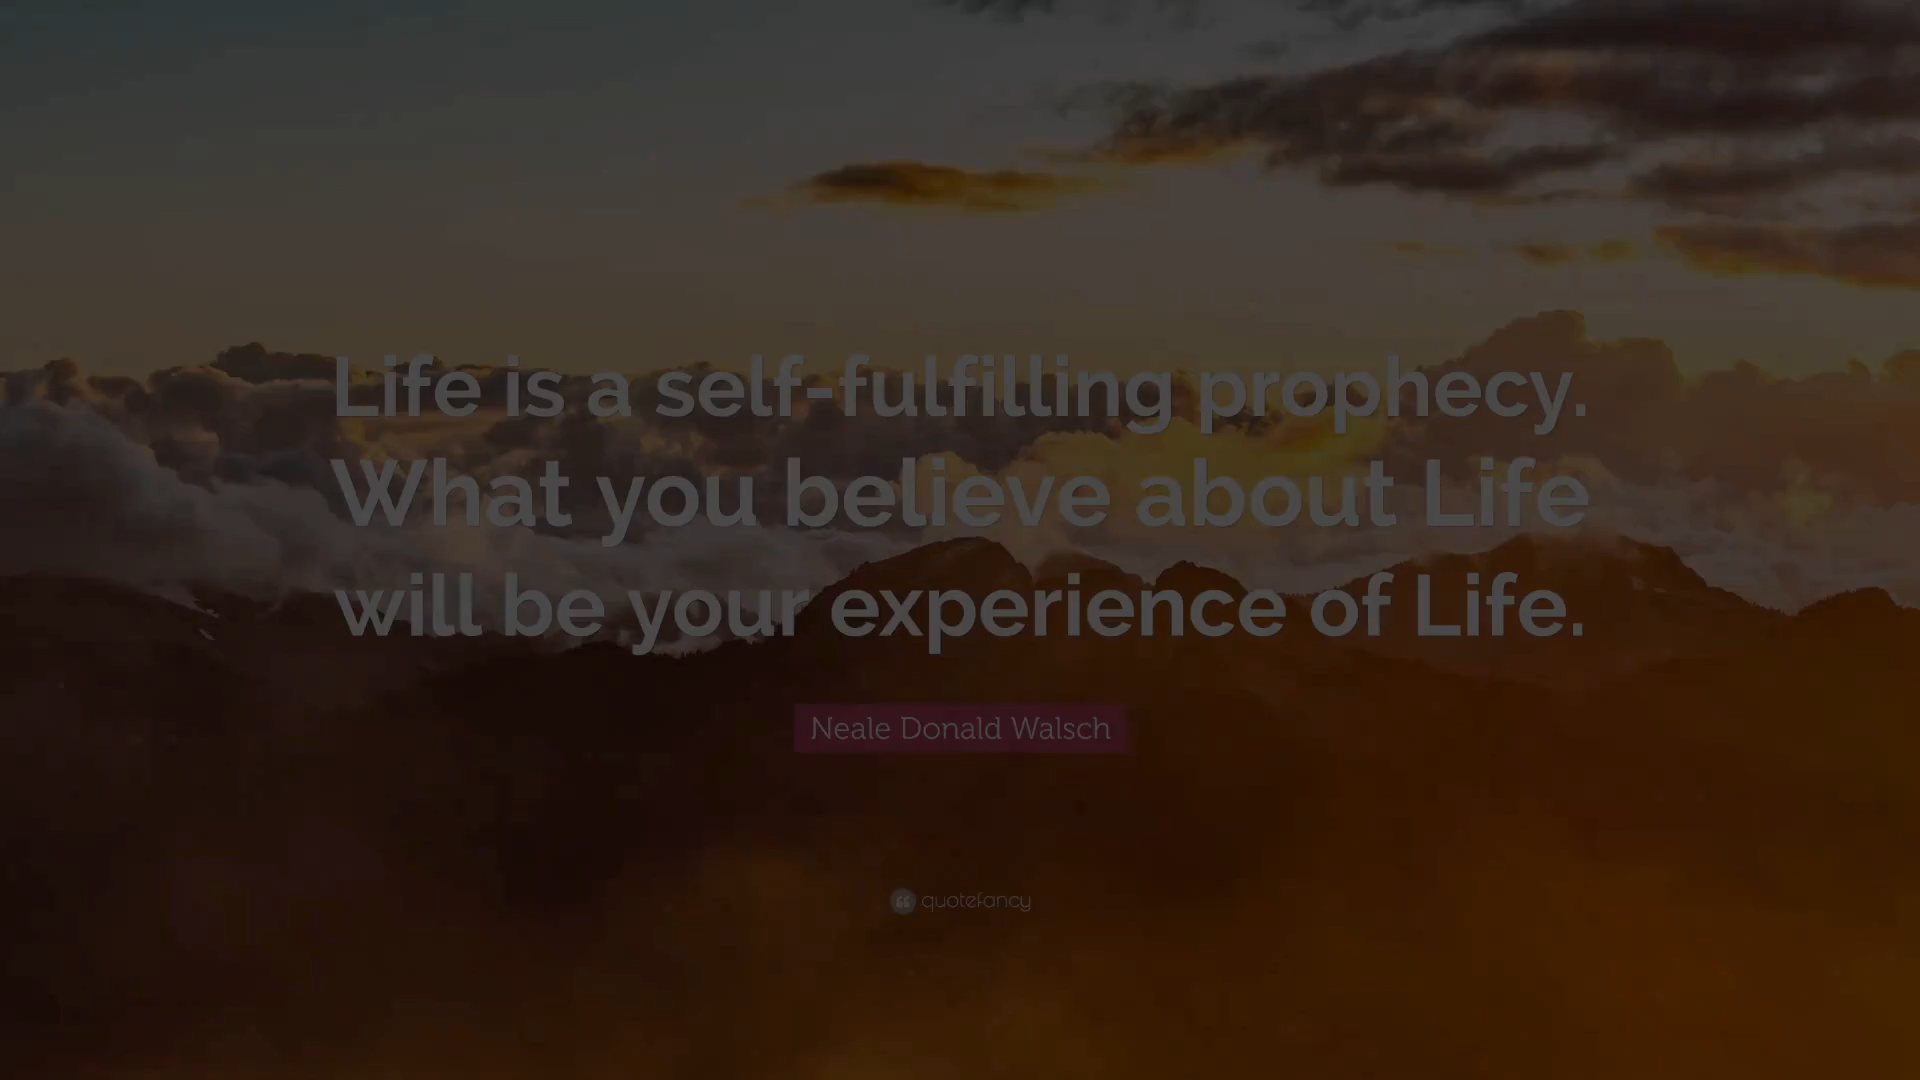 Life is a self-fulfilling prophecy.
What you believe about Life
will be your experience of Life.
Neale Donald Walsch
quotefancy